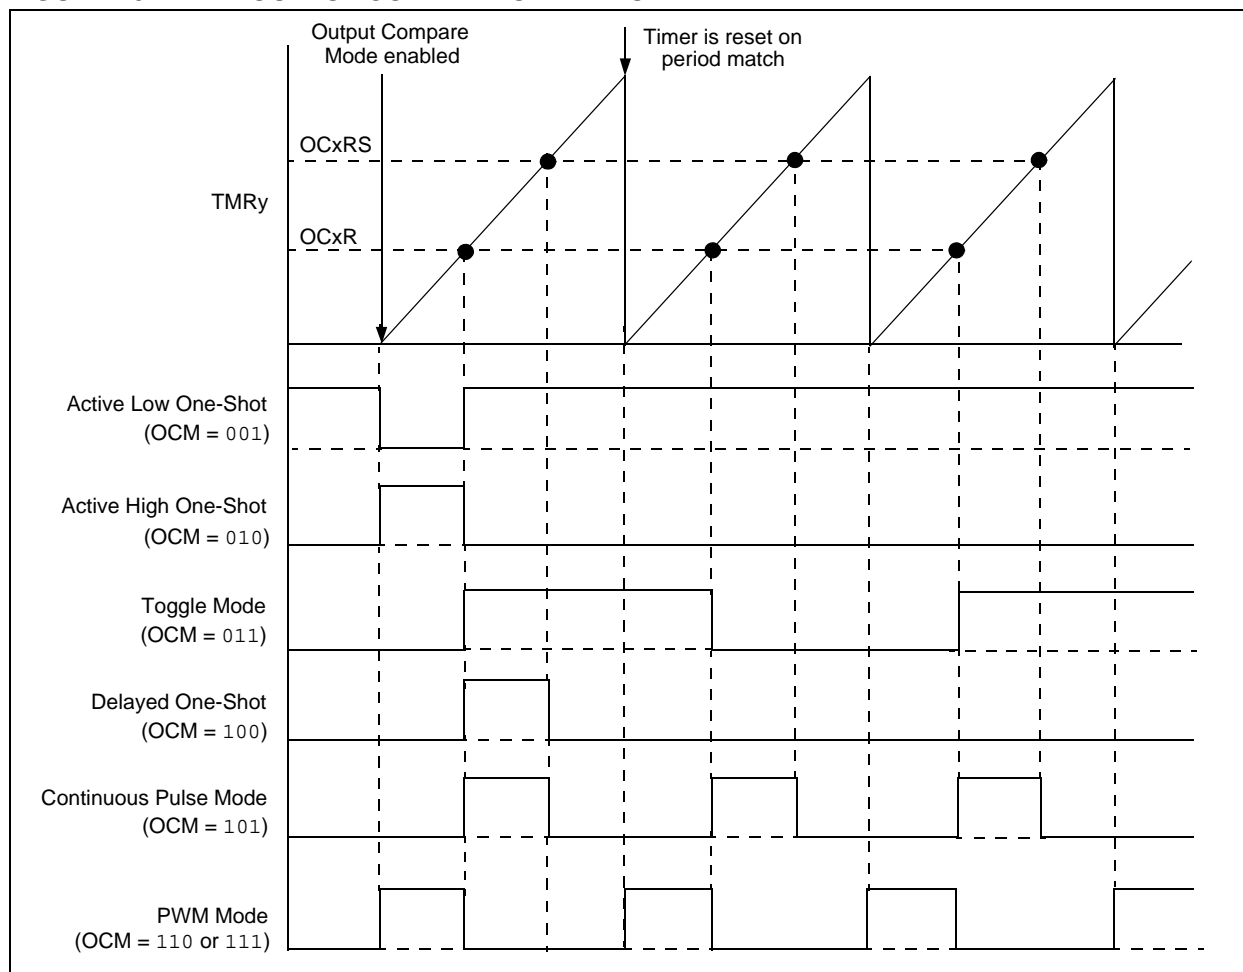 Output Compare
Mode enabled
Timer is reset on
period match
OCxRS
TMRy
OCxR
Active Low One-Shot
(OCM = 001)
Active High One-Shot
(OCM = 010)
Toggle Mode
(OCM = 011)
Delayed One-Shot
(OCM = 100)
Continuous Pulse Mode
(OCM = 101)
PWM Mode
(OCM = 110 or 111)